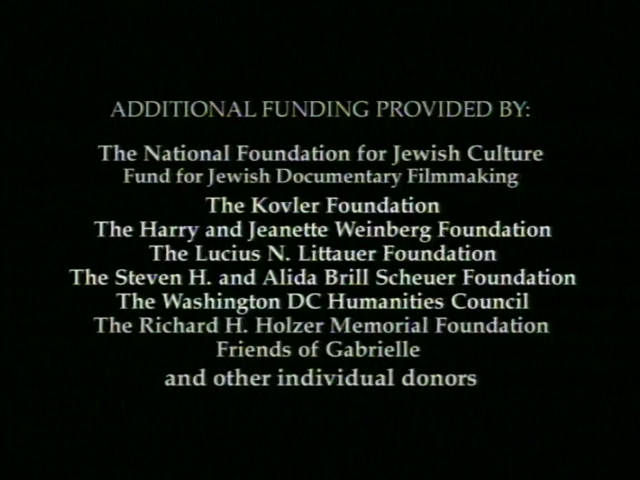 ADDITIONAL FUNDING PROVIDED BY:
The National Foundation for Jewish Culture
Fund for Jewish Documentary Filmmaking
The Kovler Foundation
The Harry and Jeanette Weinberg Foundation
The Lucius N. Littauer Foundation
The Steven H. and Alida Brill Scheuer Foundation
The Washington DC Humanities Council
The Richard H. Holzer Memorial Foundation
Friends of Gabrielle
and other individual donors